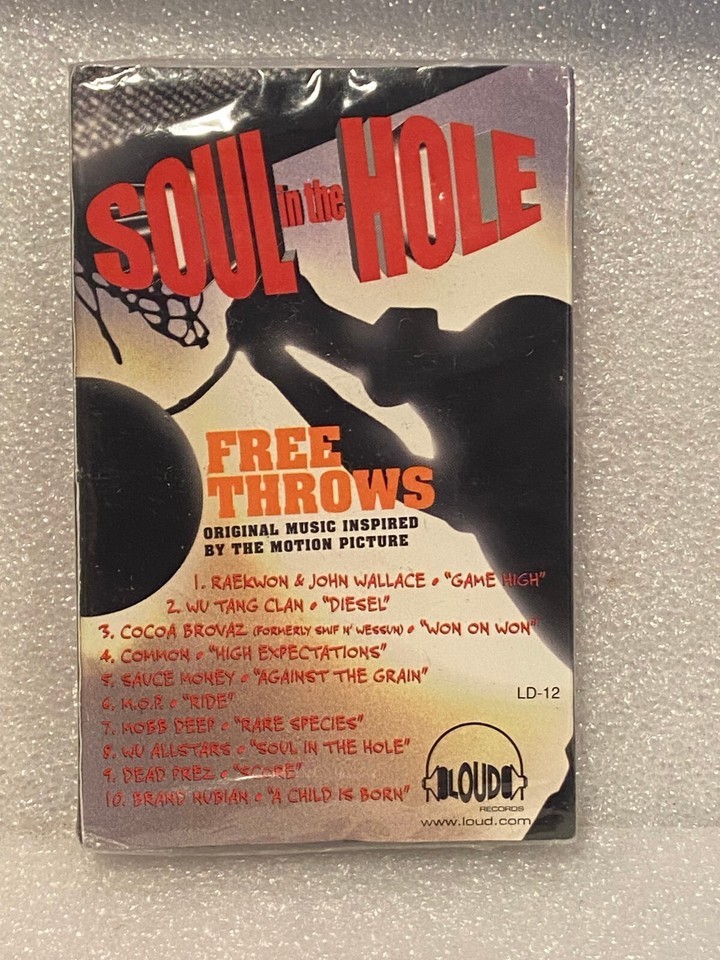 SOUL in the HOLE
FREE
THROWS
ORIGINAL MUSIC INSPIRED
BY THE MOTION PICTURE
1. RAEKWON & JOHN WALLACE • "GAME HIGH"
2. WU TANG CLAN • "DIESEL"
3. COCOA BROVAZ (FORMERLY SMIF N' WESSUN) • "WON ON WON"
4. COMMON • "HIGH EXPECTATIONS"
5. SAUCE MONEY • "AGAINST THE GRAIN"
6. M.O.P. • "RIDE"
7. MOBB DEEP • "RARE SPECIES"
8. WU ALLSTARS • "SOUL IN THE HOLE"
9. DEAD PREZ • "SCORE"
10. BRAND NUBIAN • "A CHILD IS BORN"
LD-12
LOUD
RECORDS
www.loud.com